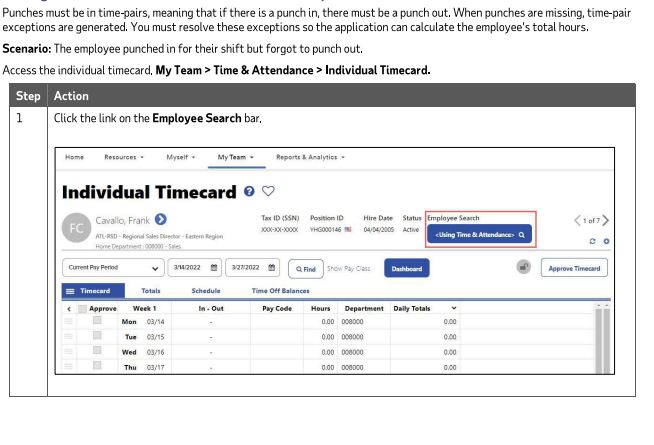 Punches must be in time-pairs, meaning that if there is a punch in, there must be a punch out. When punches are missing, time-pair
exceptions are generated. You must resolve these exceptions so the application can calculate the employee's total hours.
Scenario: The employee punched in for their shift but forgot to punch out.
Access the individual timecard, My Team > Time & Attendance > Individual Timecard.
Step Action
1 Click the link on the Employee Search bar.
Home Resources Myself My Team Reports & Analytics
Individual Timecard
FC Cavallo, Frank Tax ID (SSN) Position ID Hire Date Status Employee Search 1 of 7
ATL-RSD - Regional Sales Director - Eastern Region XXX-XX-XXXX YHG000146 04/04/2005 Active <Using Time & Attendance>
Home Department : 008000 - Sales
Current Pay Period 3/14/2022 3/27/2022 Find Show Pay Class Dashboard Approve Timecard
Timecard Totals Schedule Time Off Balances
Approve Week 1 In - Out Pay Code Hours Department Daily Totals
Mon 03/14 - 0.00 008000 0.00
Tue 03/15 - 0.00 008000 0.00
Wed 03/16 - 0.00 008000 0.00
Thu 03/17 - 0.00 008000 0.00